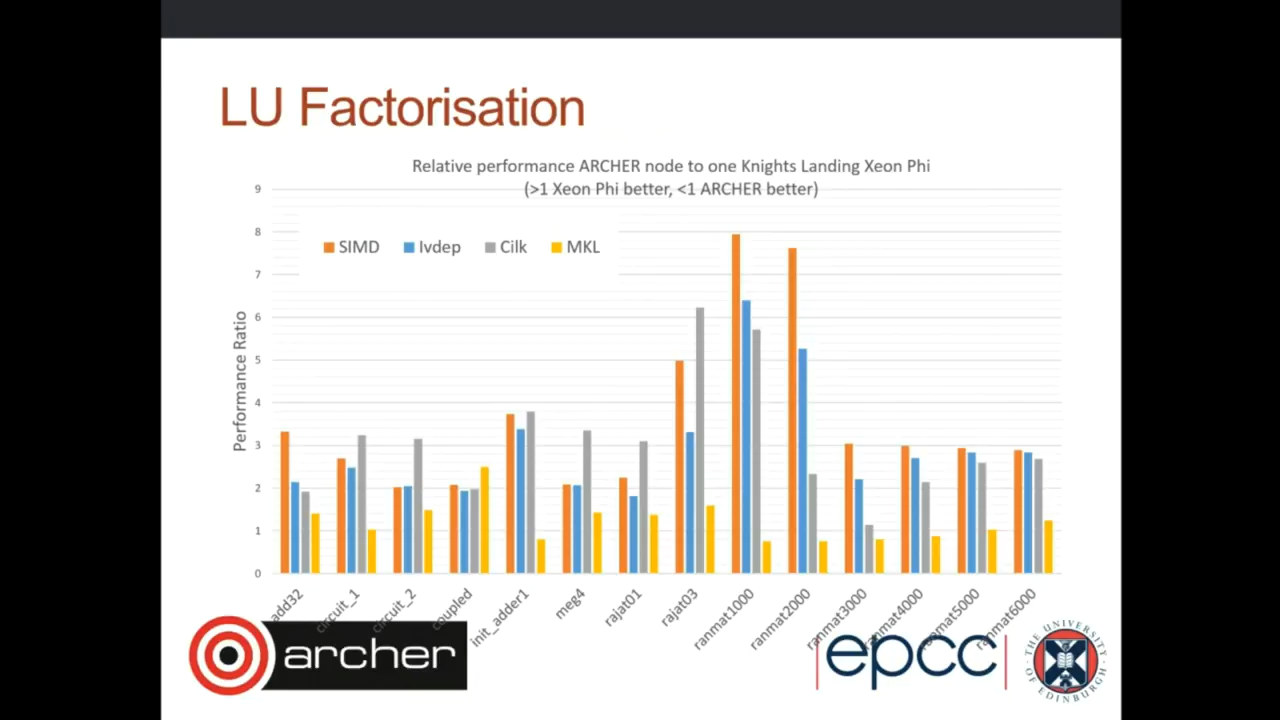 LU Factorisation
Relative performance ARCHER node to one Knights Landing Xeon Phi
(>1 Xeon Phi better, <1 ARCHER better)
SIMD Ivdep Cilk MKL
Performance Ratio
9
8
7
6
5
4
3
2
1
0
add32 circuit_1 circuit_2 coupled init_adder1 meg4 rajat01 rajat03 ranmat1000 ranmat2000 ranmat3000 ranmat4000 ranmat5000 ranmat6000
archer
epcc
THE UNIVERSITY OF EDINBURGH